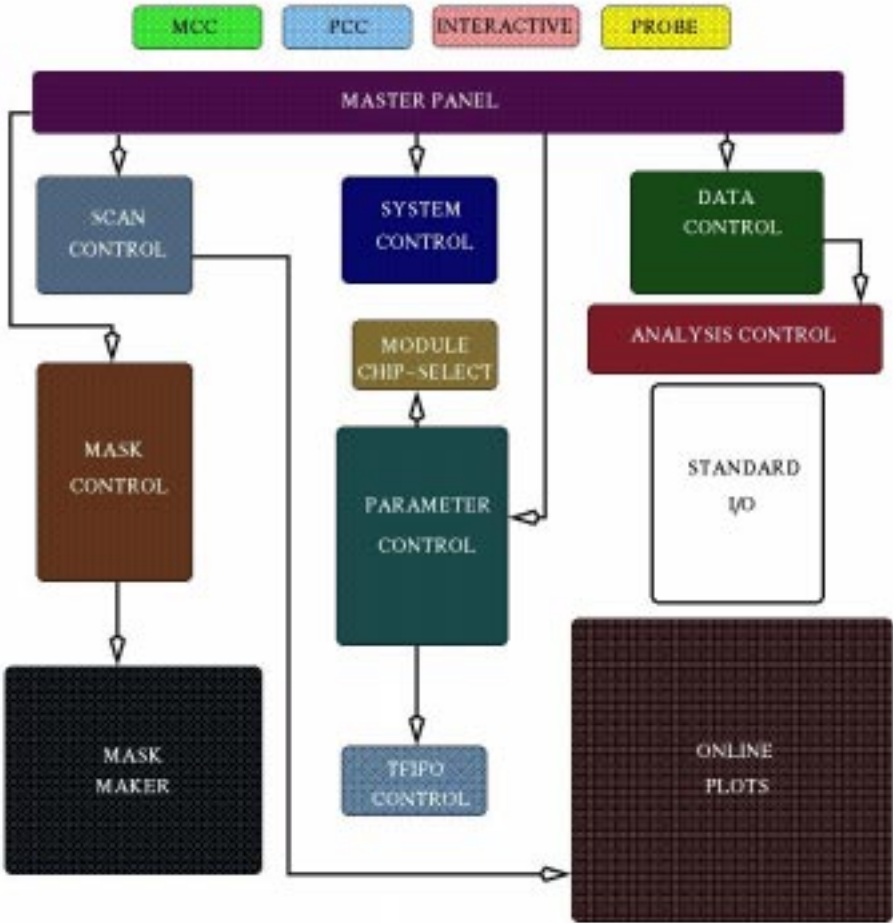 MCC
PCC
INTERACTIVE
PROBE
MASTER PANEL
SCAN
CONTROL
SYSTEM
CONTROL
DATA
CONTROL
MODULE
CHIP-SELECT
ANALYSIS CONTROL
MASK
CONTROL
PARAMETER
CONTROL
STANDARD
I/O
MASK
MAKER
TFIFO
CONTROL
ONLINE
PLOTS